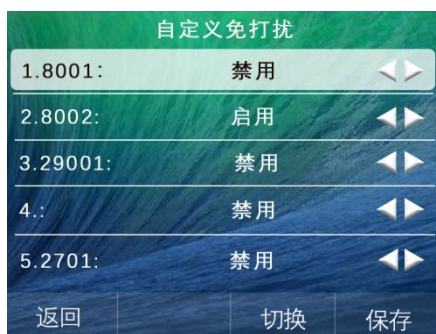 自定义免打扰
1.8001: 禁用
2.8002: 启用
3.29001: 禁用
4.: 禁用
5.2701: 禁用
返回 切换 保存